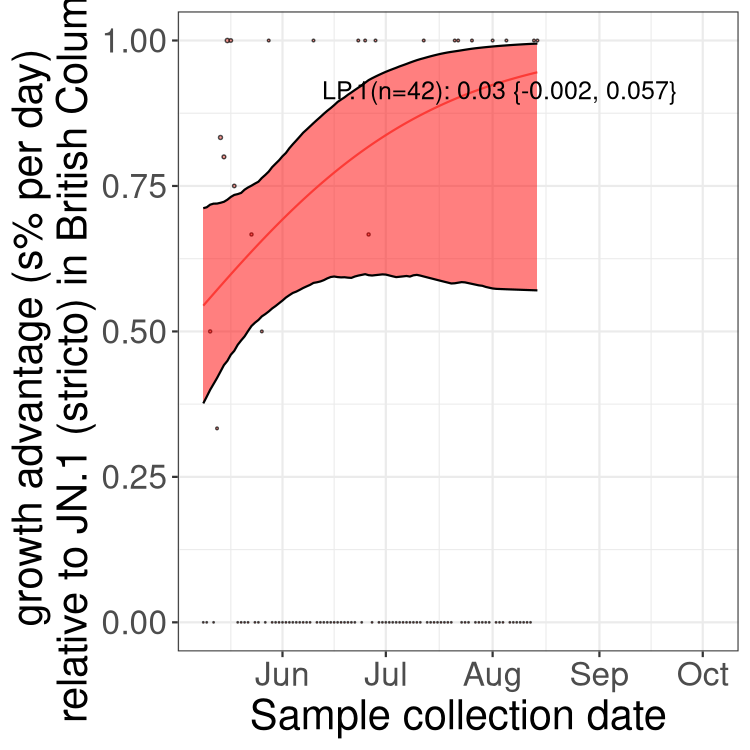 growth advantage (s% per day)
relative to JN.1 (stricto) in British Colum
1.00
0.75
0.50
0.25
0.00
LP.1(n=42): 0.03 {-0.002, 0.057}
Jun Jul Aug Sep Oct
Sample collection date